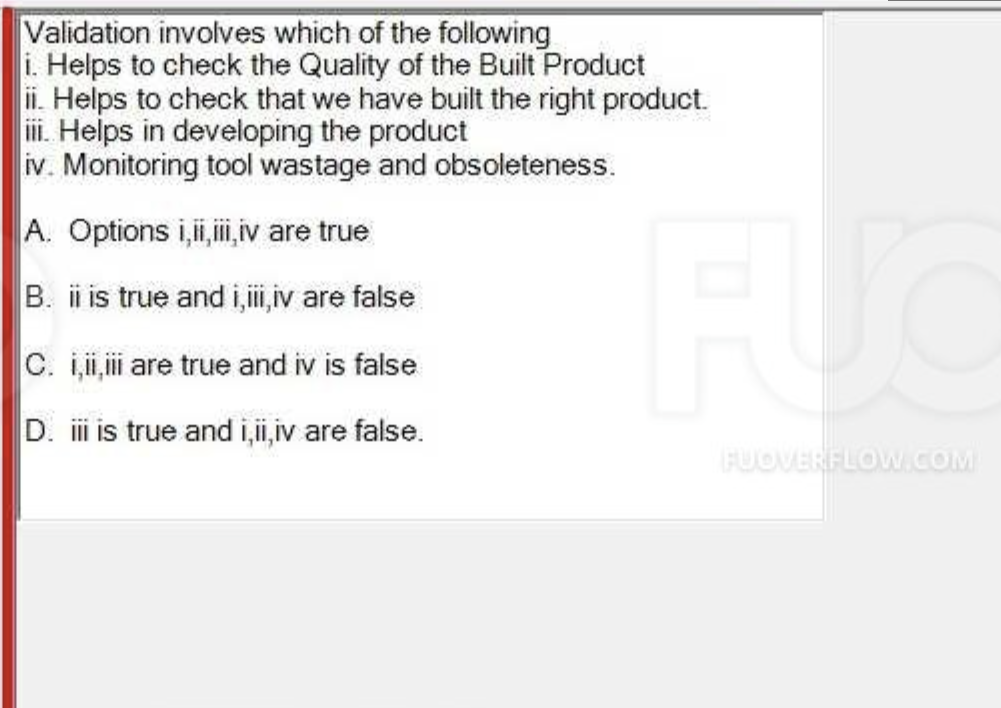 Validation involves which of the following
i. Helps to check the Quality of the Built Product
ii. Helps to check that we have built the right product.
iii. Helps in developing the product
iv. Monitoring tool wastage and obsoleteness.
A. Options i,ii,iii,iv are true
B. ii is true and i,iii,iv are false
C. i,ii,iii are true and iv is false
D. iii is true and i,ii,iv are false.
FUO
FUOVERFLOW.COM